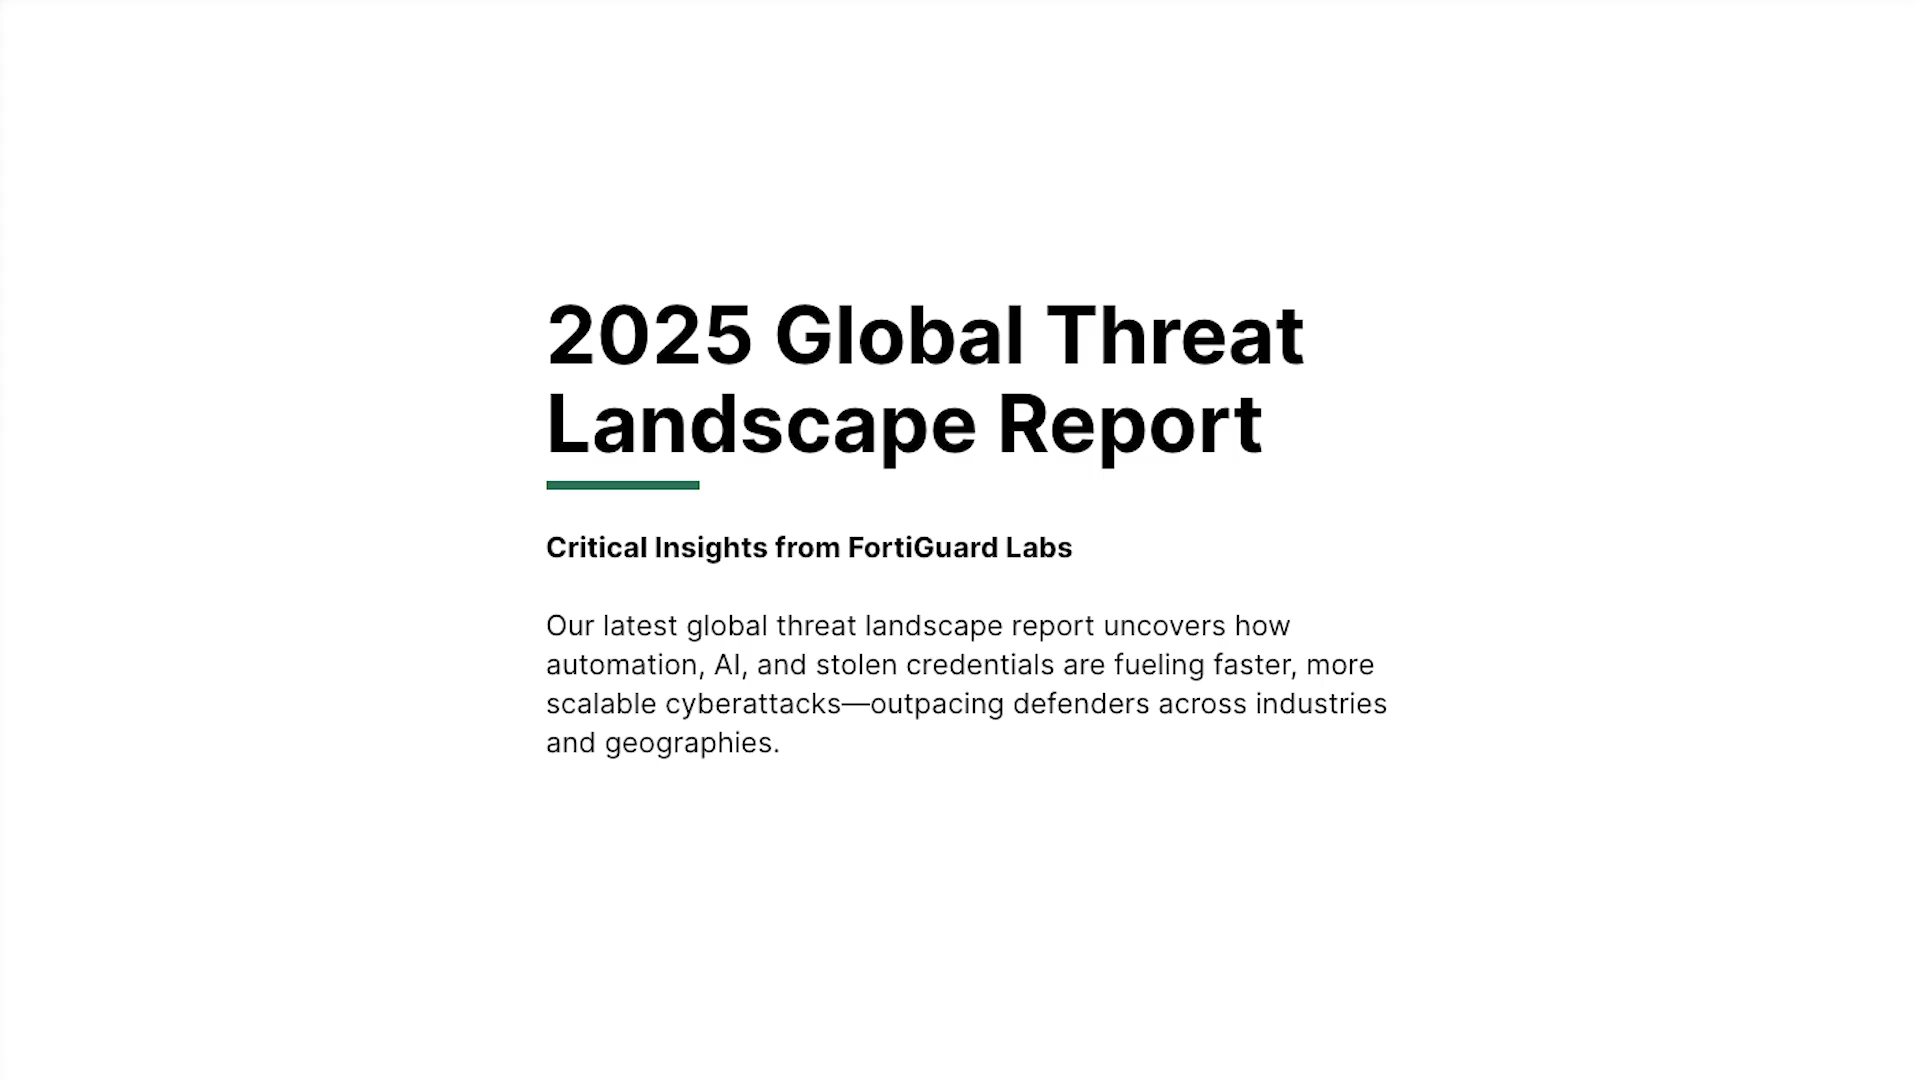 2025 Global Threat
Landscape Report
Critical Insights from FortiGuard Labs
Our latest global threat landscape report uncovers how
automation, AI, and stolen credentials are fueling faster, more
scalable cyberattacks—outpacing defenders across industries
and geographies.